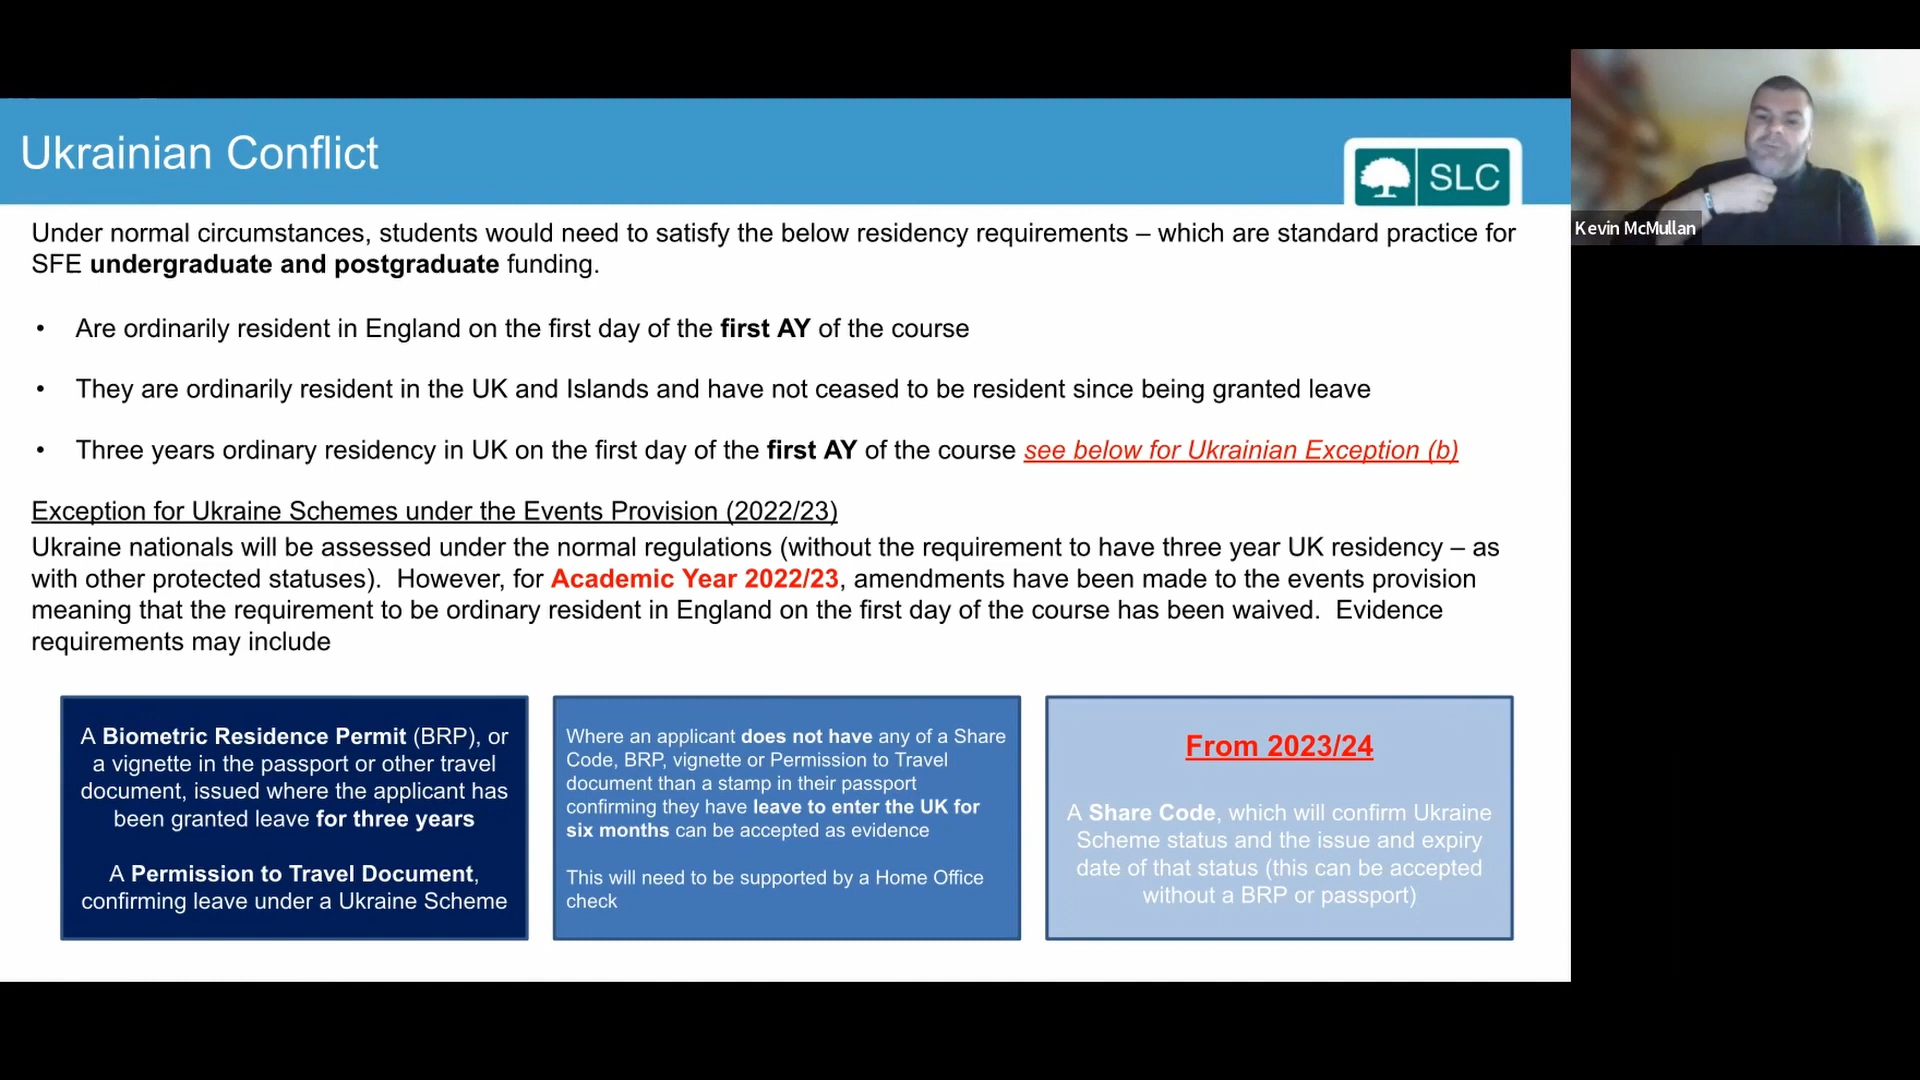 Ukrainian Conflict
SLC
Kevin McMullan
Under normal circumstances, students would need to satisfy the below residency requirements – which are standard practice for
SFE undergraduate and postgraduate funding.
• Are ordinarily resident in England on the first day of the first AY of the course
• They are ordinarily resident in the UK and Islands and have not ceased to be resident since being granted leave
• Three years ordinary residency in UK on the first day of the first AY of the course see below for Ukrainian Exception (b)
Exception for Ukraine Schemes under the Events Provision (2022/23)
Ukraine nationals will be assessed under the normal regulations (without the requirement to have three year UK residency – as
with other protected statuses). However, for Academic Year 2022/23, amendments have been made to the events provision
meaning that the requirement to be ordinary resident in England on the first day of the course has been waived. Evidence
requirements may include
A Biometric Residence Permit (BRP), or
a vignette in the passport or other travel
document, issued where the applicant has
been granted leave for three years
A Permission to Travel Document,
confirming leave under a Ukraine Scheme
Where an applicant does not have any of a Share
Code, BRP, vignette or Permission to Travel
document than a stamp in their passport
confirming they have leave to enter the UK for
six months can be accepted as evidence
This will need to be supported by a Home Office
check
From 2023/24
A Share Code, which will confirm Ukraine
Scheme status and the issue and expiry
date of that status (this can be accepted
without a BRP or passport)